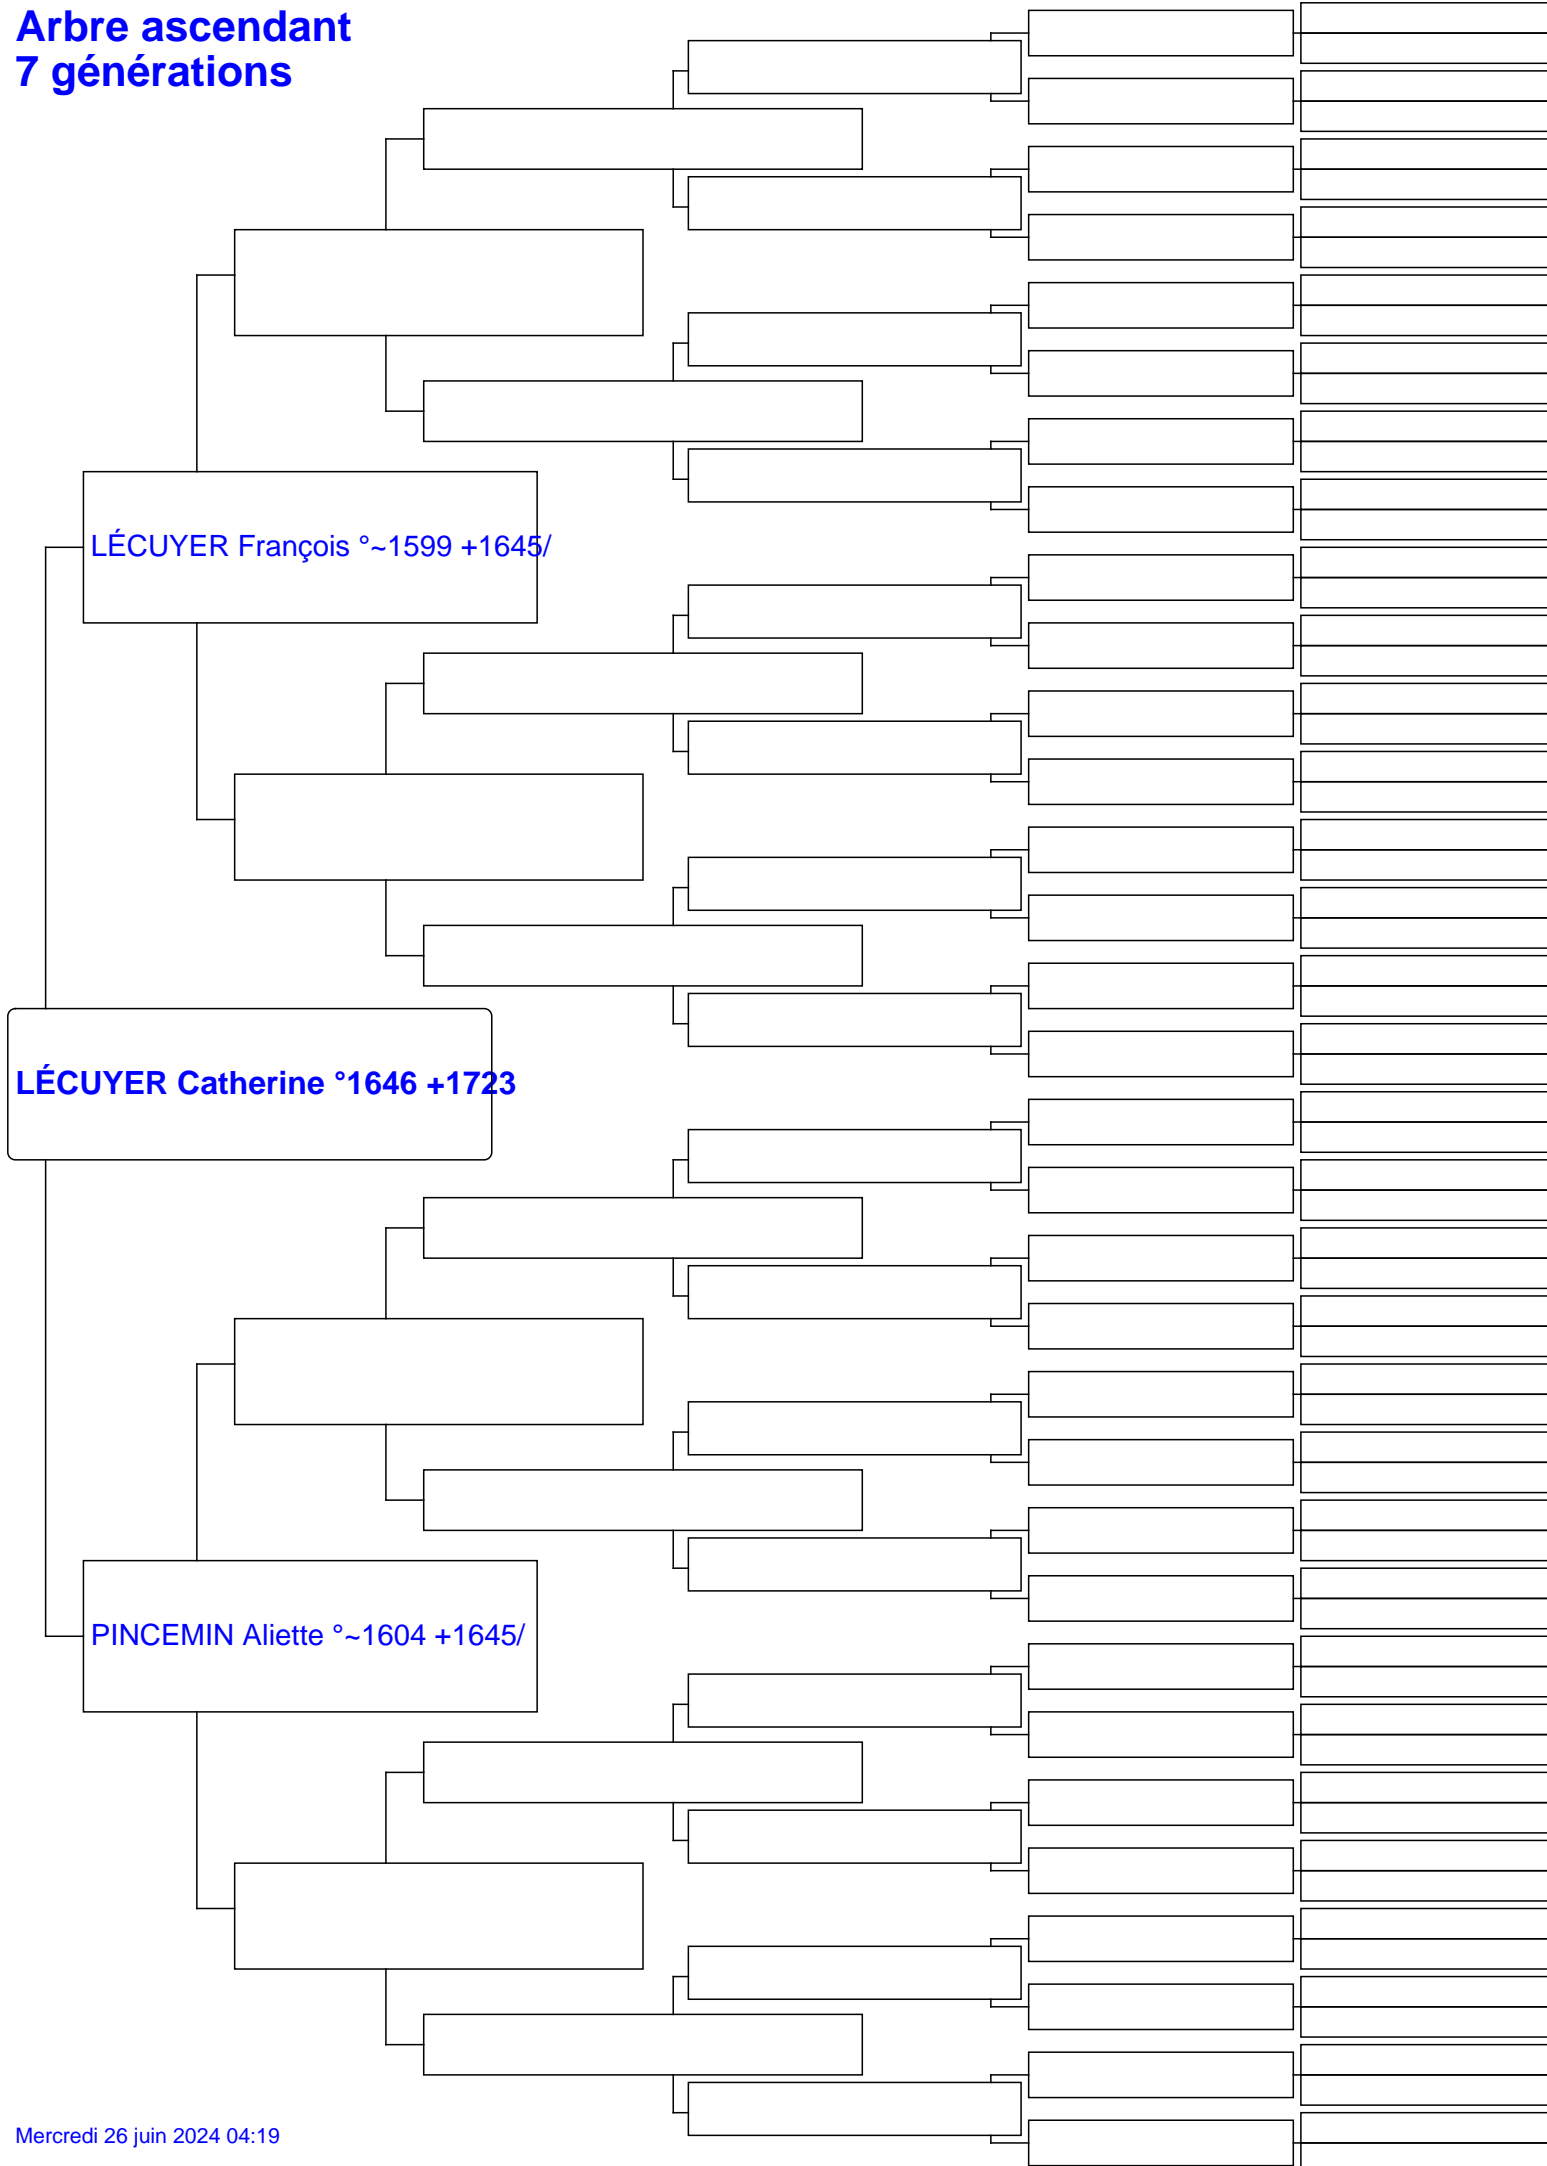 Arbre ascendant
7 générations
LÉCUYER François °~1599 +1645/
LÉCUYER Catherine °1646 +1723
PINCEMIN Aliette °~1604 +1645/
Mercredi 26 juin 2024 04:19